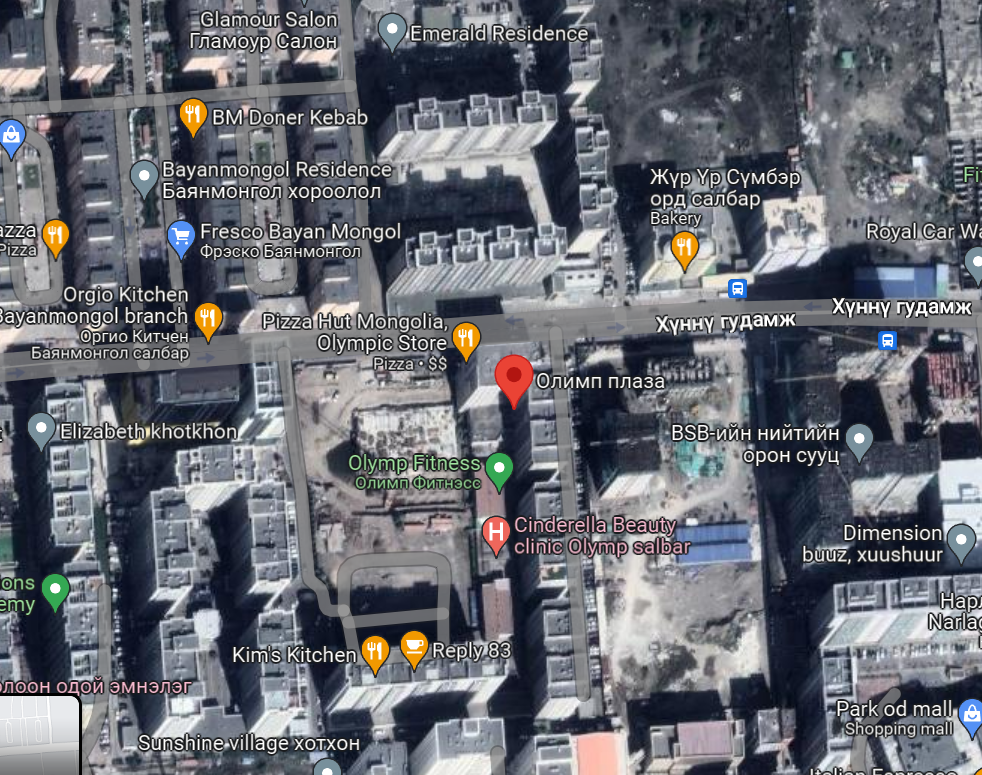 Glamour Salon
Гламоур Салон
Emerald Residence
BM Doner Kebab
Bayanmongol Residence
Баянмонгол хороолол
Жүр Үр Сүмбэр
орд салбар
Bakery
azza
Pizza
Fresco Bayan Mongol
Фрэско Баянмонгол
Royal Car Wa
Orgio Kitchen
Bayanmongol branch
Оргио Китчен
Баянмонгол салбар
Pizza Hut Mongolia,
Olympic Store
Pizza • $$
Хүннү гудамж
Хүннү гудамж
Олимп плаза
Elizabeth khotkhon
BSB-ийн нийтийн
орон сууц
Olymp Fitness
Олимп Фитнэсс
Cinderella Beauty
clinic Olymp salbar
Dimension
buuz, xuushuur
ons
emy
Нарл
Narlag
Kim's Kitchen
Reply 83
лоон одой эмнэлэг
Park od mall
Shopping mall
Sunshine village хотхон
Italian Espresso